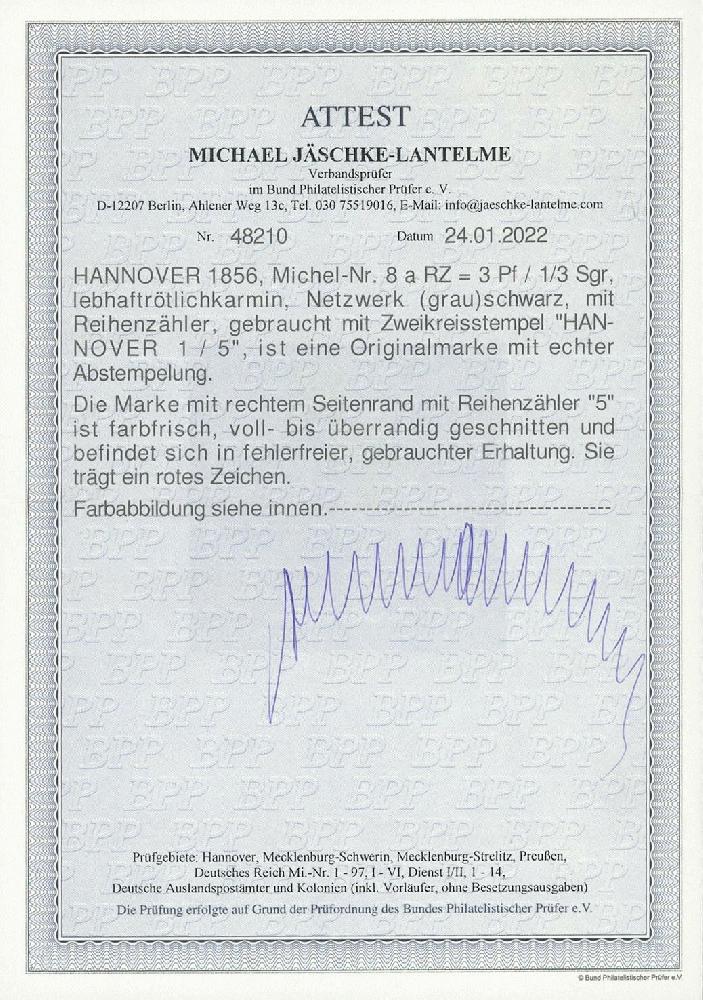 ATTEST
MICHAEL JÄSCHKE-LANTELME
Verbandsprüfer
im Bund Philatelistischer Prüfer e. V.
D-12207 Berlin, Ahlener Weg 13c, Tel. 030 75519016, E-Mail: info@jaeschke-lantelme.com
Nr. 48210 Datum 24.01.2022
HANNOVER 1856, Michel-Nr. 8 a RZ = 3 Pf / 1/3 Sgr,
lebhaftrötlichkarmin, Netzwerk (grau)schwarz, mit
Reihenzähler, gebraucht mit Zweikreisstempel "HAN-
NOVER 1 / 5", ist eine Originalmarke mit echter
Abstempelung.
Die Marke mit rechtem Seitenrand mit Reihenzähler "5"
ist farbfrisch, voll- bis überrandig geschnitten und
befindet sich in fehlerfreier, gebrauchter Erhaltung. Sie
trägt ein rotes Zeichen.
Farbabbildung siehe innen.-----------------------------------
Prüfgebiete: Hannover, Mecklenburg-Schwerin, Mecklenburg-Strelitz, Preußen,
Deutsches Reich Mi.-Nr. 1 - 97, I - VI, Dienst I/II, 1 - 14,
Deutsche Auslandspostämter und Kolonien (inkl. Vorläufer, ohne Besetzungsausgaben)
Die Prüfung erfolgte auf Grund der Prüfordnung des Bundes Philatelistischer Prüfer e.V.
© Bund Philatelistischer Prüfer e.V.